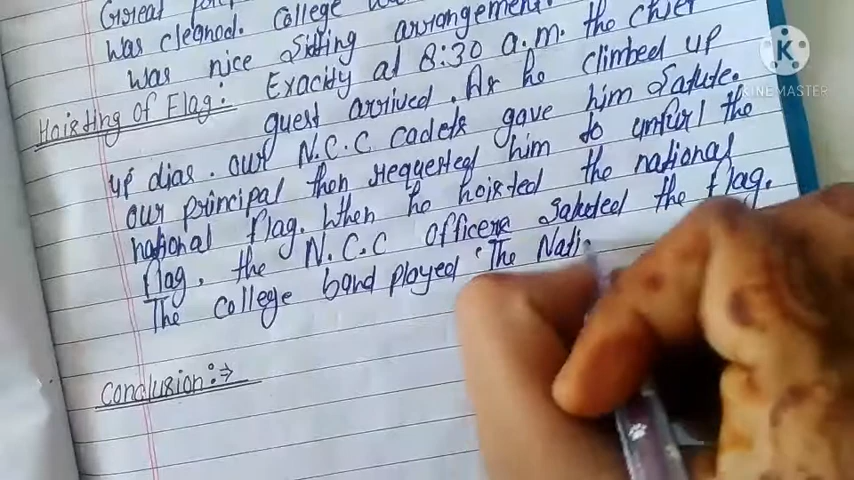 Great
was cleaned. College
was nice Sitting arrangement.
Hoisting of Flag: Exactly at 8:30 a.m. the chief
guest arrived. As he climbed up
up dias. our N.C.C cadets gave him Salute.
our principal then requested him to unfurl the
national flag. When he hoisted the national
flag, the N.C.C officers saluted the flag.
The college band played "The Nati
Conclusion:→
K
KINEMASTER